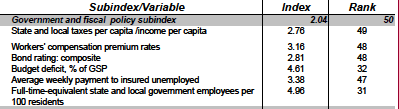 Subindex/Variable Index Rank
Government and fiscal policy subindex 2.04 50
State and local taxes per capita /income per capita 2.76 49
Workers' compensation premium rates 3.16 48
Bond rating: composite 2.81 48
Budget deficit, % of GSP 4.61 32
Average weekly payment to insured unemployed 3.38 47
Full-time-equivalent state and local government employees per 4.96 31
100 residents